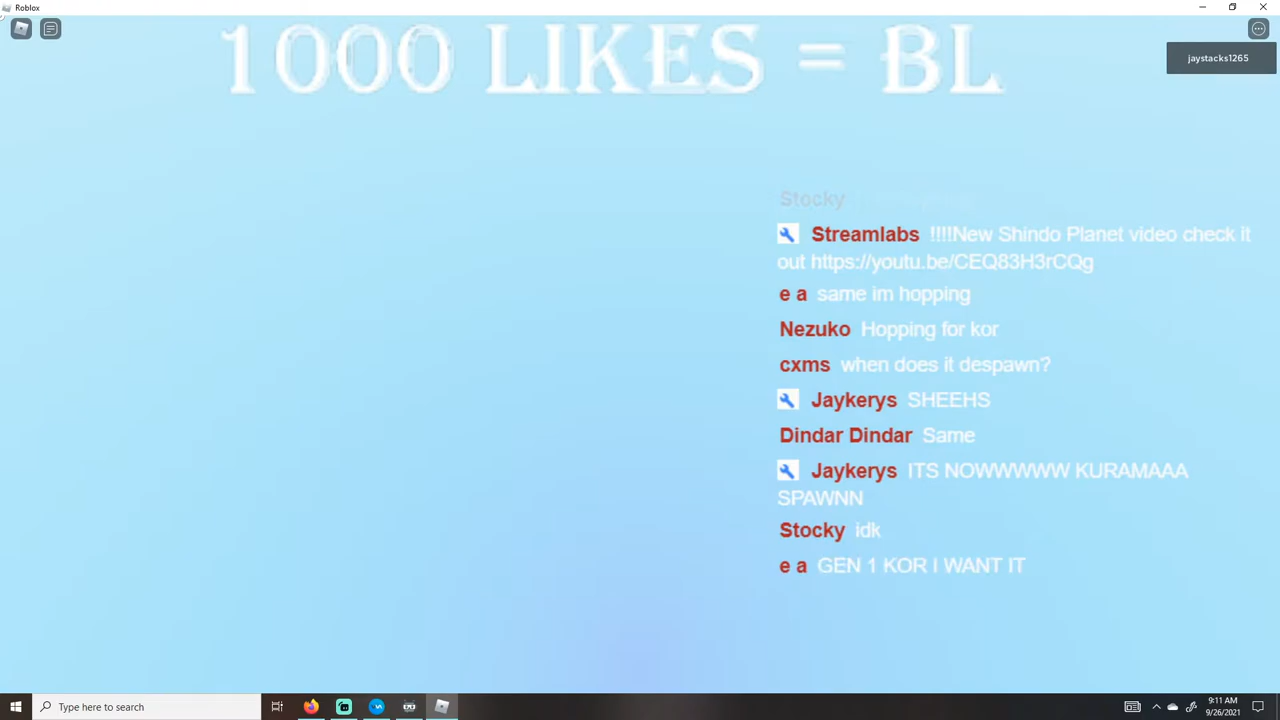 Roblox
1000 LIKES = BL
jaystacks1265
Stocky
Streamlabs !!!!New Shindo Planet video check it
out https://youtu.be/CEQ83H3rCQg
e a same im hopping
Nezuko Hopping for kor
cxms when does it despawn?
Jaykerys SHEEHS
Dindar Dindar Same
Jaykerys ITS NOWWWWW KURAMAAA
SPAWNN
Stocky idk
e a GEN 1 KOR I WANT IT
Type here to search
9:11 AM
9/26/2021